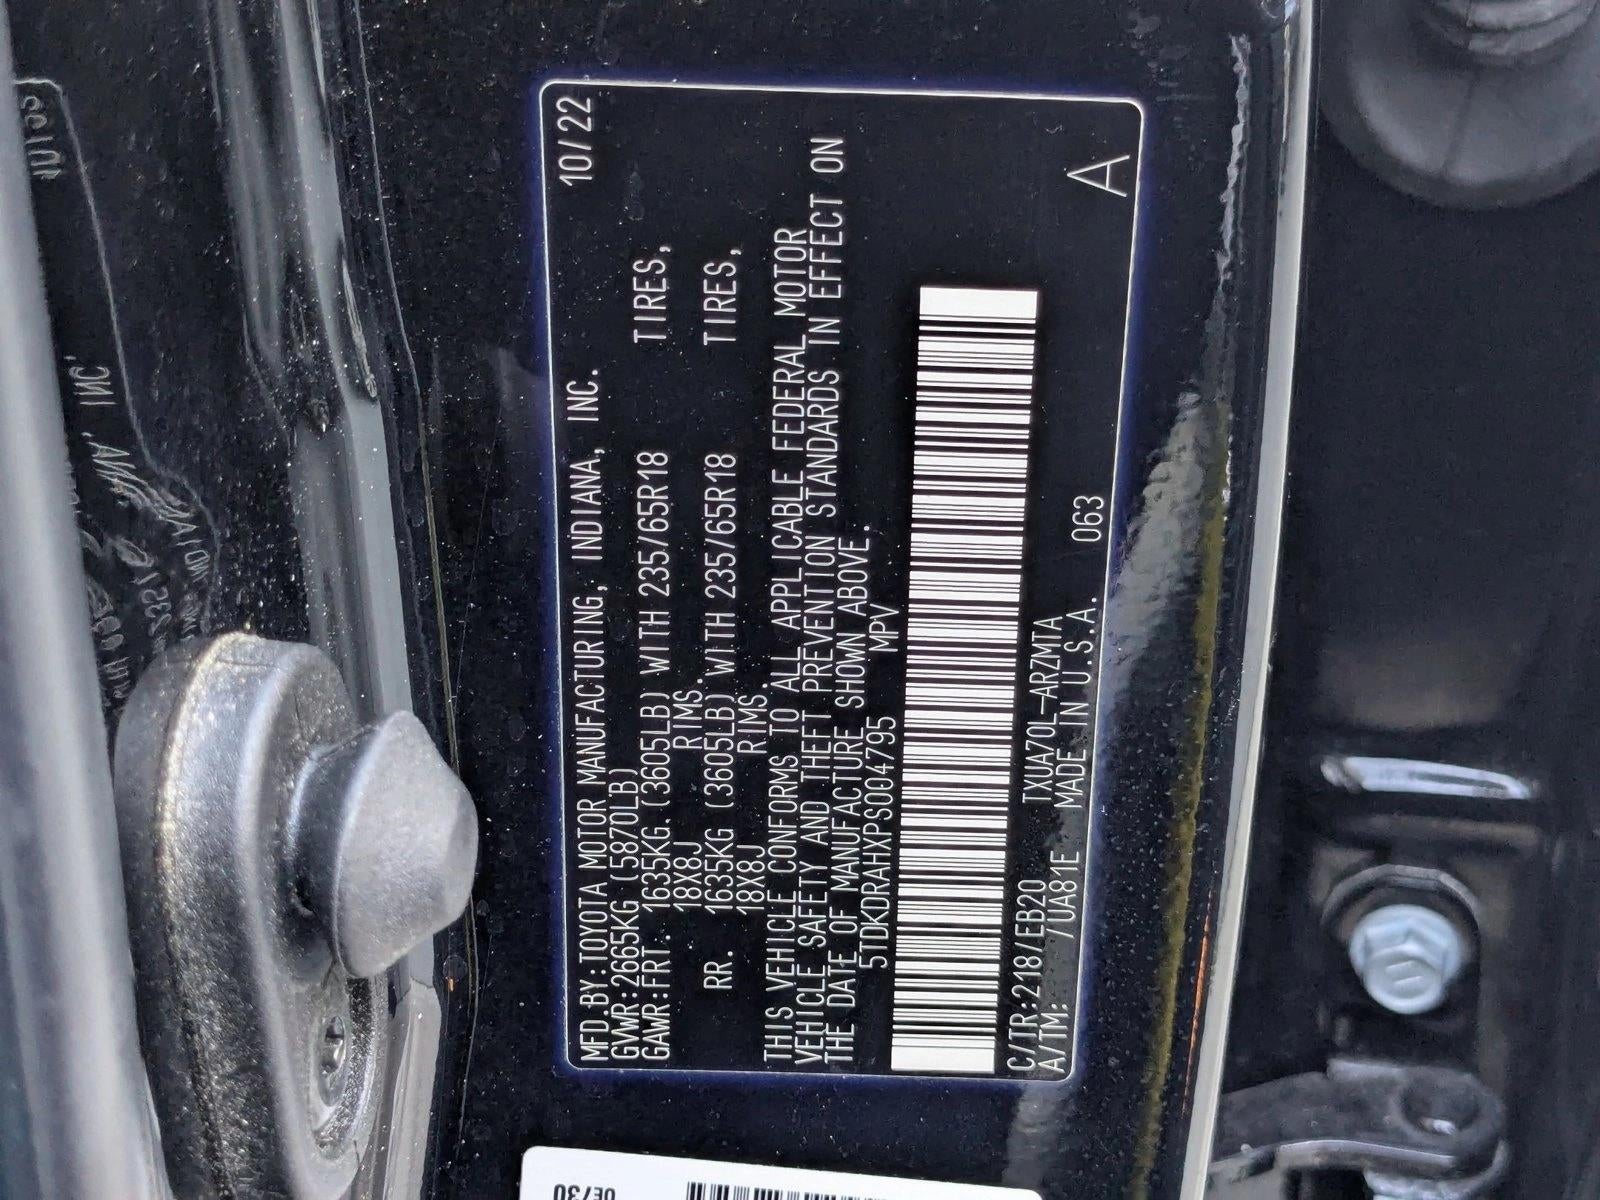 MFD.BY:TOYOTA MOTOR MANUFACTURING, INDIANA, INC. 10/22
GVWR:2665KG (5870LB)
GAWR:FRT. 1635KG.(3605LB) WITH 235/65R18 TIRES,
18X8J RIMS.
RR. 1635KG (3605LB) WITH 235/65R18 TIRES,
18X8J RIMS.
THIS VEHICLE CONFORMS TO ALL APPLICABLE FEDERAL MOTOR
VEHICLE SAFETY AND THEFT PREVENTION STANDARDS IN EFFECT ON
THE DATE OF MANUFACTURE SHOWN ABOVE.
5TDKDRAHXPS004795 MPV
C/TR:218/EB20 TXUA70L-ARZMTA 063 A
A/TM: /UA81E MADE IN U.S.A.
0E730